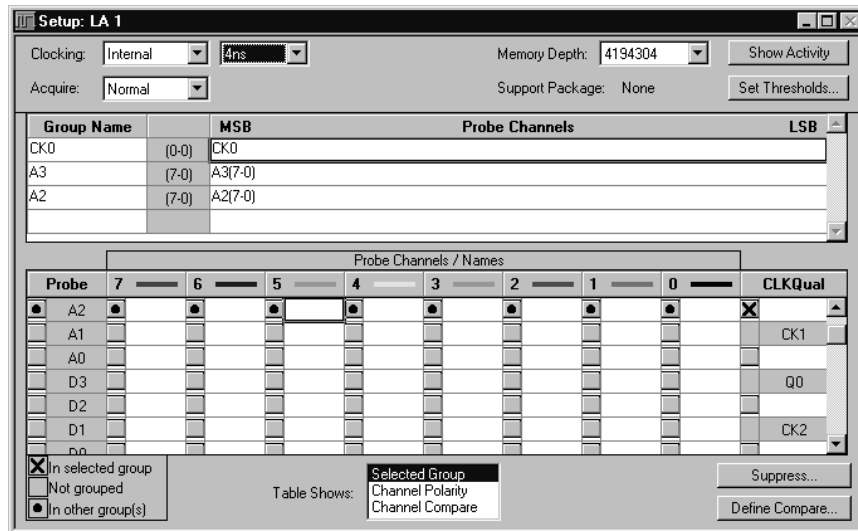 Setup: LA 1
Clocking: Internal 4ns Memory Depth: 4194304 Show Activity
Acquire: Normal Support Package: None Set Thresholds...
Group Name MSB Probe Channels LSB
CK0 (0-0) CK0
A3 (7-0) A3(7-0)
A2 (7-0) A2(7-0)
Probe Channels / Names
Probe 7 6 5 4 3 2 1 0 CLKQual
A2
A1 CK1
A0
D3 Q0
D2
D1 CK2
D0
In selected group
Not grouped
In other group(s)
Table Shows:
Selected Group
Channel Polarity
Channel Compare
Suppress...
Define Compare...